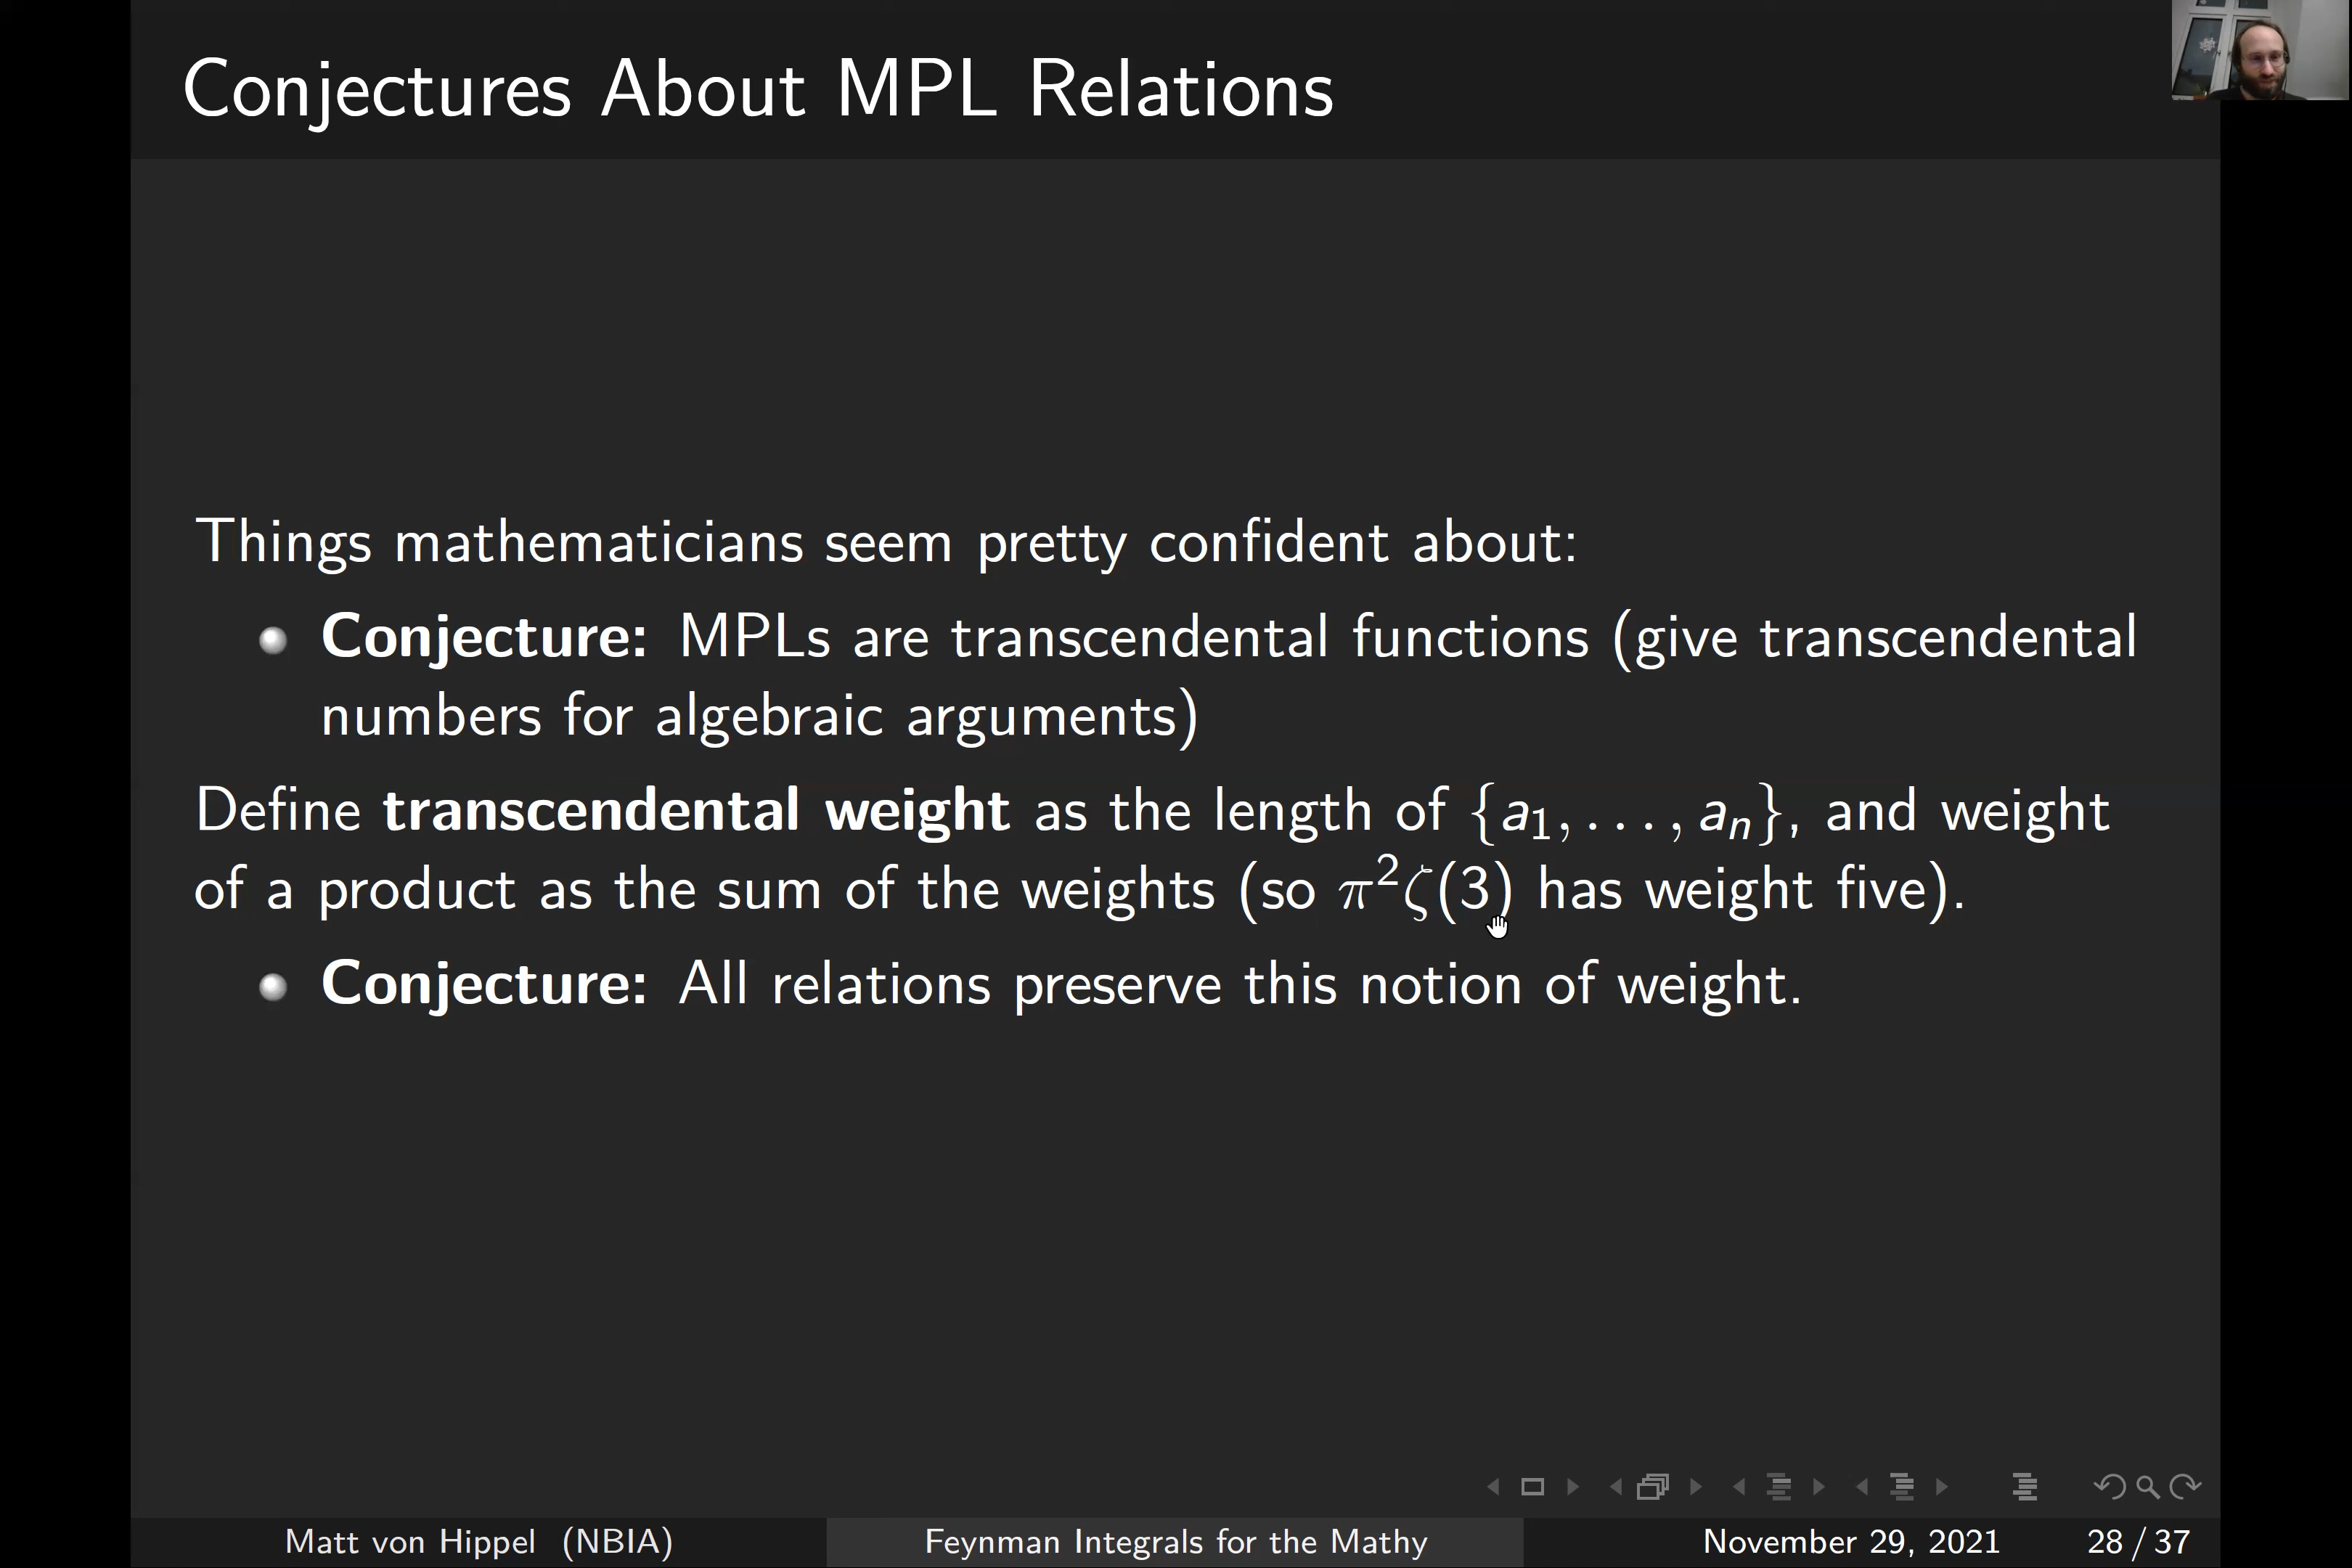 Conjectures About MPL Relations
Things mathematicians seem pretty confident about:
Conjecture: MPLs are transcendental functions (give transcendental
numbers for algebraic arguments)
Define transcendental weight as the length of {a₁, . . . , aₙ}, and weight
of a product as the sum of the weights (so π²ζ(3) has weight five).
Conjecture: All relations preserve this notion of weight.
Matt von Hippel (NBIA) Feynman Integrals for the Mathy November 29, 2021 28 / 37